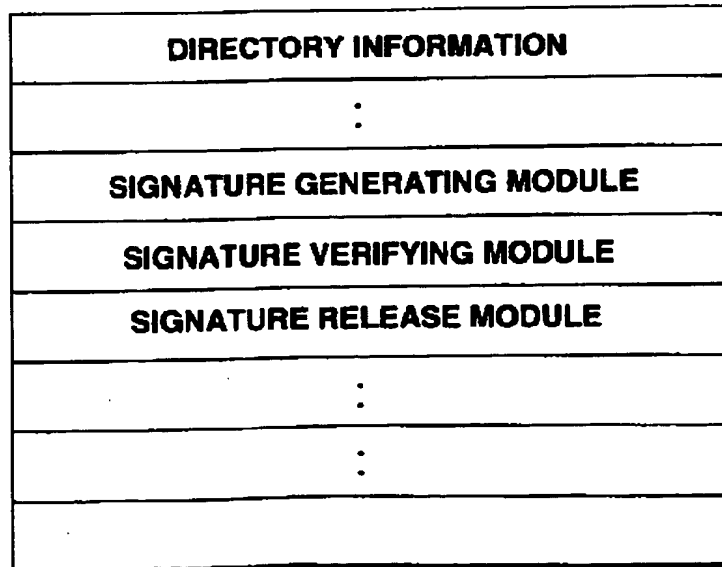 DIRECTORY INFORMATION
:
SIGNATURE GENERATING MODULE
SIGNATURE VERIFYING MODULE
SIGNATURE RELEASE MODULE
:
: